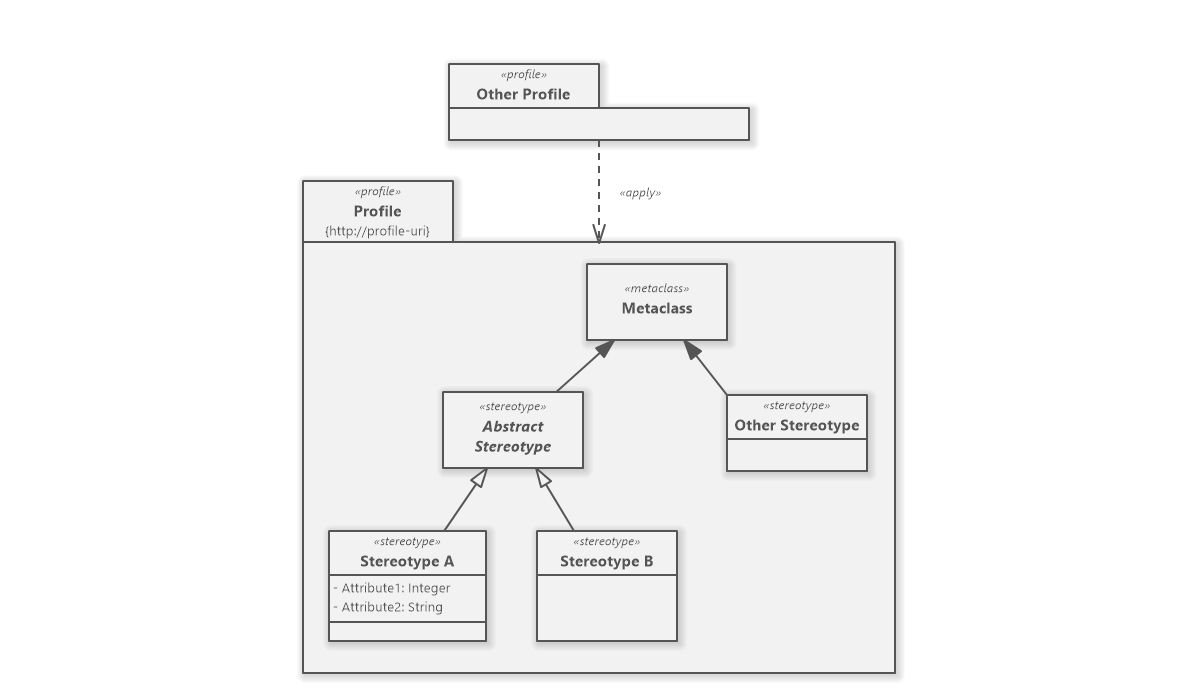 «profile»
Other Profile
«apply»
«profile»
Profile
{http://profile-uri}
«metaclass»
Metaclass
«stereotype»
Abstract
Stereotype
«stereotype»
Other Stereotype
«stereotype»
Stereotype A
- Attribute1: Integer
- Attribute2: String
«stereotype»
Stereotype B